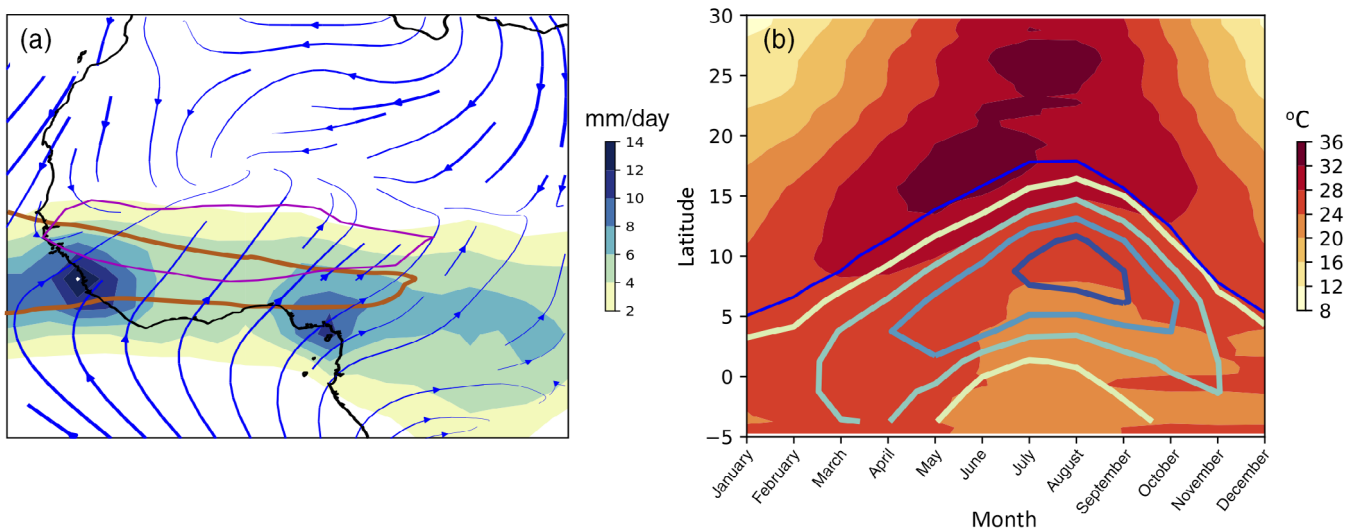 (a)
mm/day
14
12
10
8
6
4
2
(b)
Latitude
30
25
20
15
10
5
0
−5
January
February
March
April
May
June
July
August
September
October
November
December
Month
°C
36
32
28
24
20
16
12
8